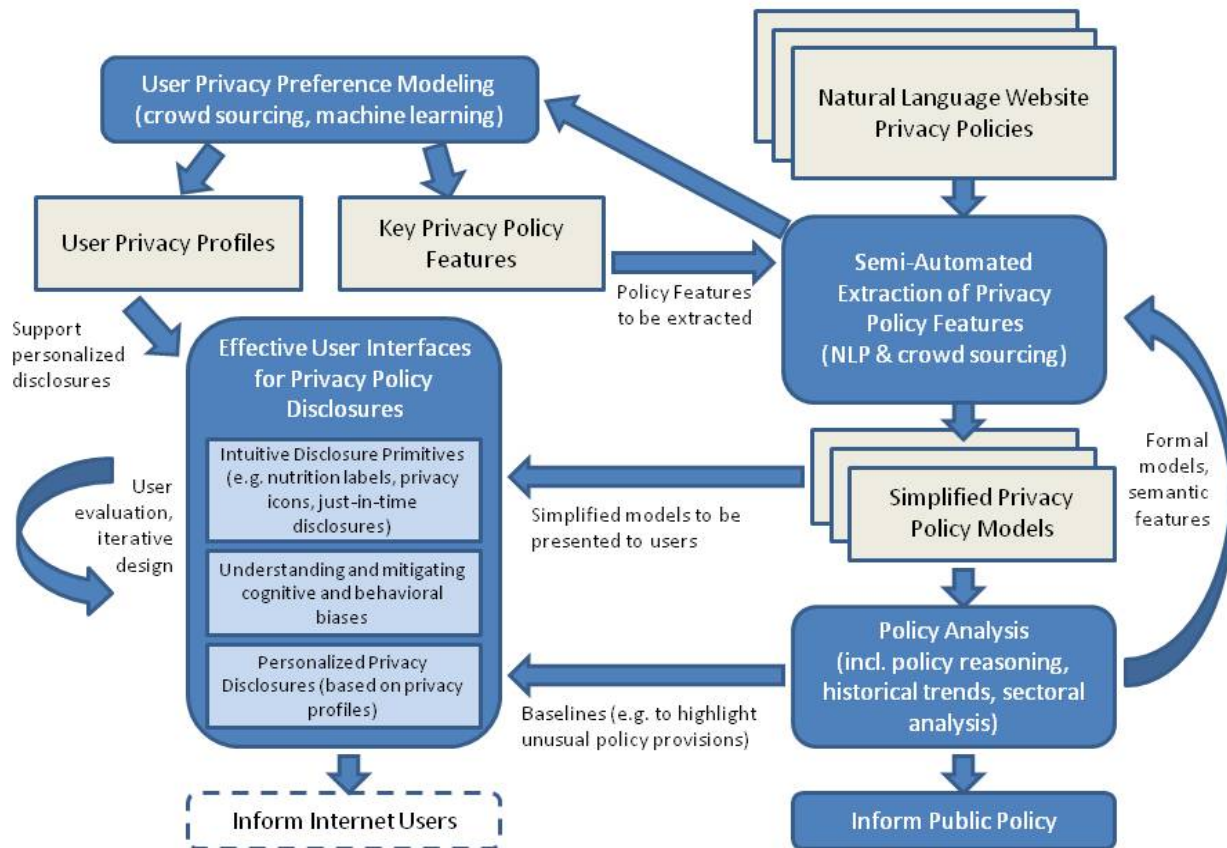 User Privacy Preference Modeling
(crowd sourcing, machine learning)
Natural Language Website
Privacy Policies
User Privacy Profiles
Key Privacy Policy
Features
Policy Features
to be extracted
Semi-Automated
Extraction of Privacy
Policy Features
(NLP & crowd sourcing)
Support
personalized
disclosures
Effective User Interfaces
for Privacy Policy
Disclosures
Intuitive Disclosure Primitives
(e.g. nutrition labels, privacy
icons, just-in-time
disclosures)
Understanding and mitigating
cognitive and behavioral
biases
Personalized Privacy
Disclosures (based on privacy
profiles)
User
evaluation,
iterative
design
Simplified models to be
presented to users
Simplified Privacy
Policy Models
Formal
models,
semantic
features
Policy Analysis
(incl. policy reasoning,
historical trends, sectoral
analysis)
Baselines (e.g. to highlight
unusual policy provisions)
Inform Internet Users
Inform Public Policy